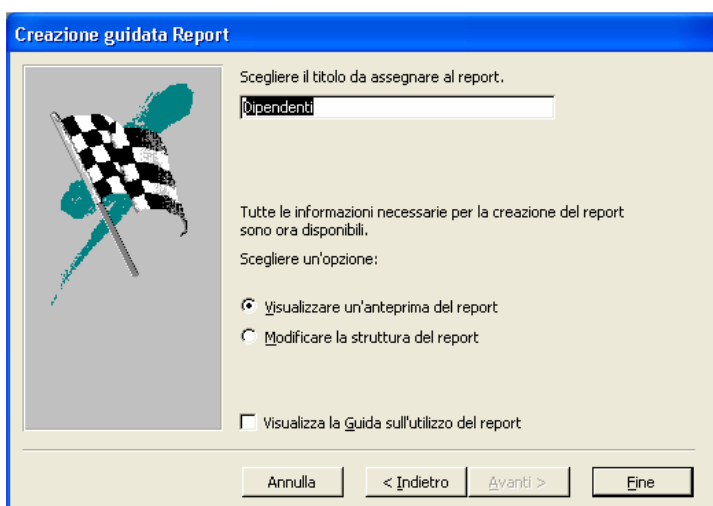 Creazione guidata Report
Scegliere il titolo da assegnare al report.
Dipendenti
Tutte le informazioni necessarie per la creazione del report
sono ora disponibili.
Scegliere un'opzione:
Visualizzare un'anteprima del report
Modificare la struttura del report
Visualizza la Guida sull'utilizzo del report
Annulla < Indietro Avanti > Fine